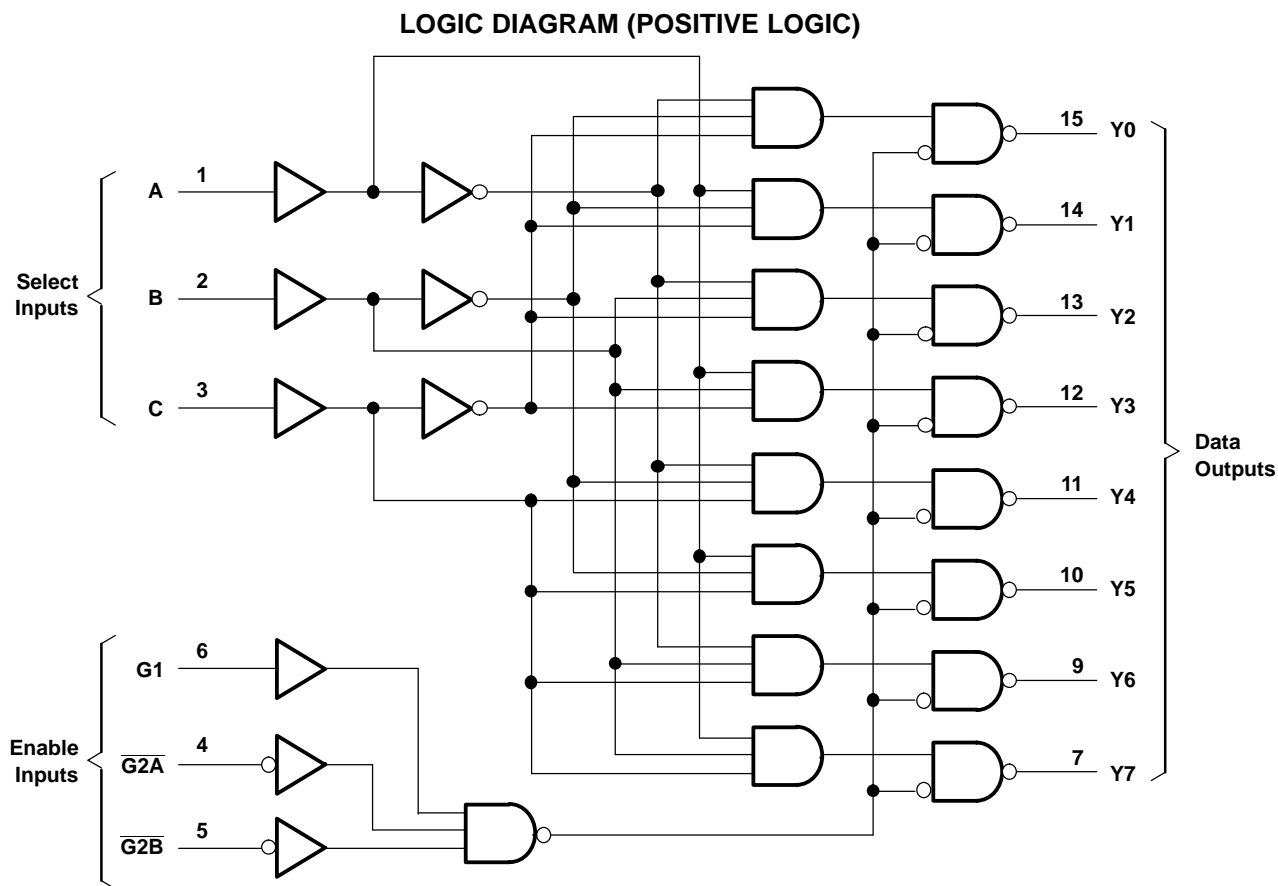 LOGIC DIAGRAM (POSITIVE LOGIC)
15 Y0
A 1
14 Y1
Select
Inputs
B 2
13 Y2
C 3
12 Y3
Data
Outputs
11 Y4
10 Y5
G1 6
9 Y6
Enable
Inputs
G2A 4
7 Y7
G2B 5